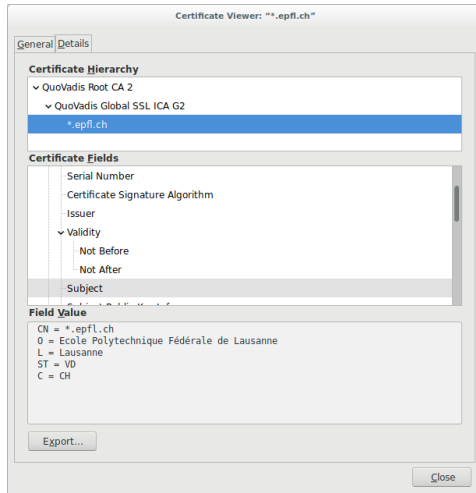 Certificate Viewer: "*.epfl.ch"
General Details
Certificate Hierarchy
QuoVadis Root CA 2
QuoVadis Global SSL ICA G2
*.epfl.ch
Certificate Fields
Serial Number
Certificate Signature Algorithm
Issuer
Validity
Not Before
Not After
Subject
Field Value
CN = *.epfl.ch
O = Ecole Polytechnique Fédérale de Lausanne
L = Lausanne
ST = VD
C = CH
Export...
Close